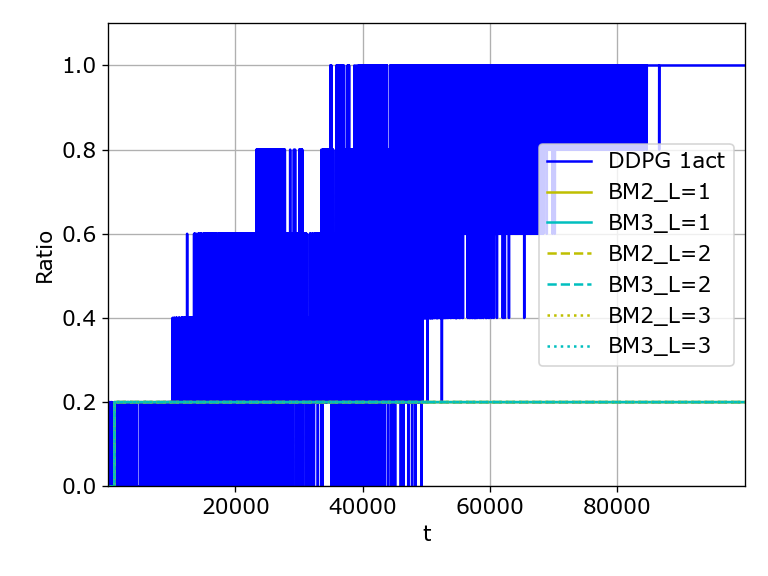 1.0
0.8
0.6
0.4
0.2
0.0
Ratio
20000 40000 60000 80000
t
DDPG 1act
BM2_L=1
BM3_L=1
BM2_L=2
BM3_L=2
BM2_L=3
BM3_L=3